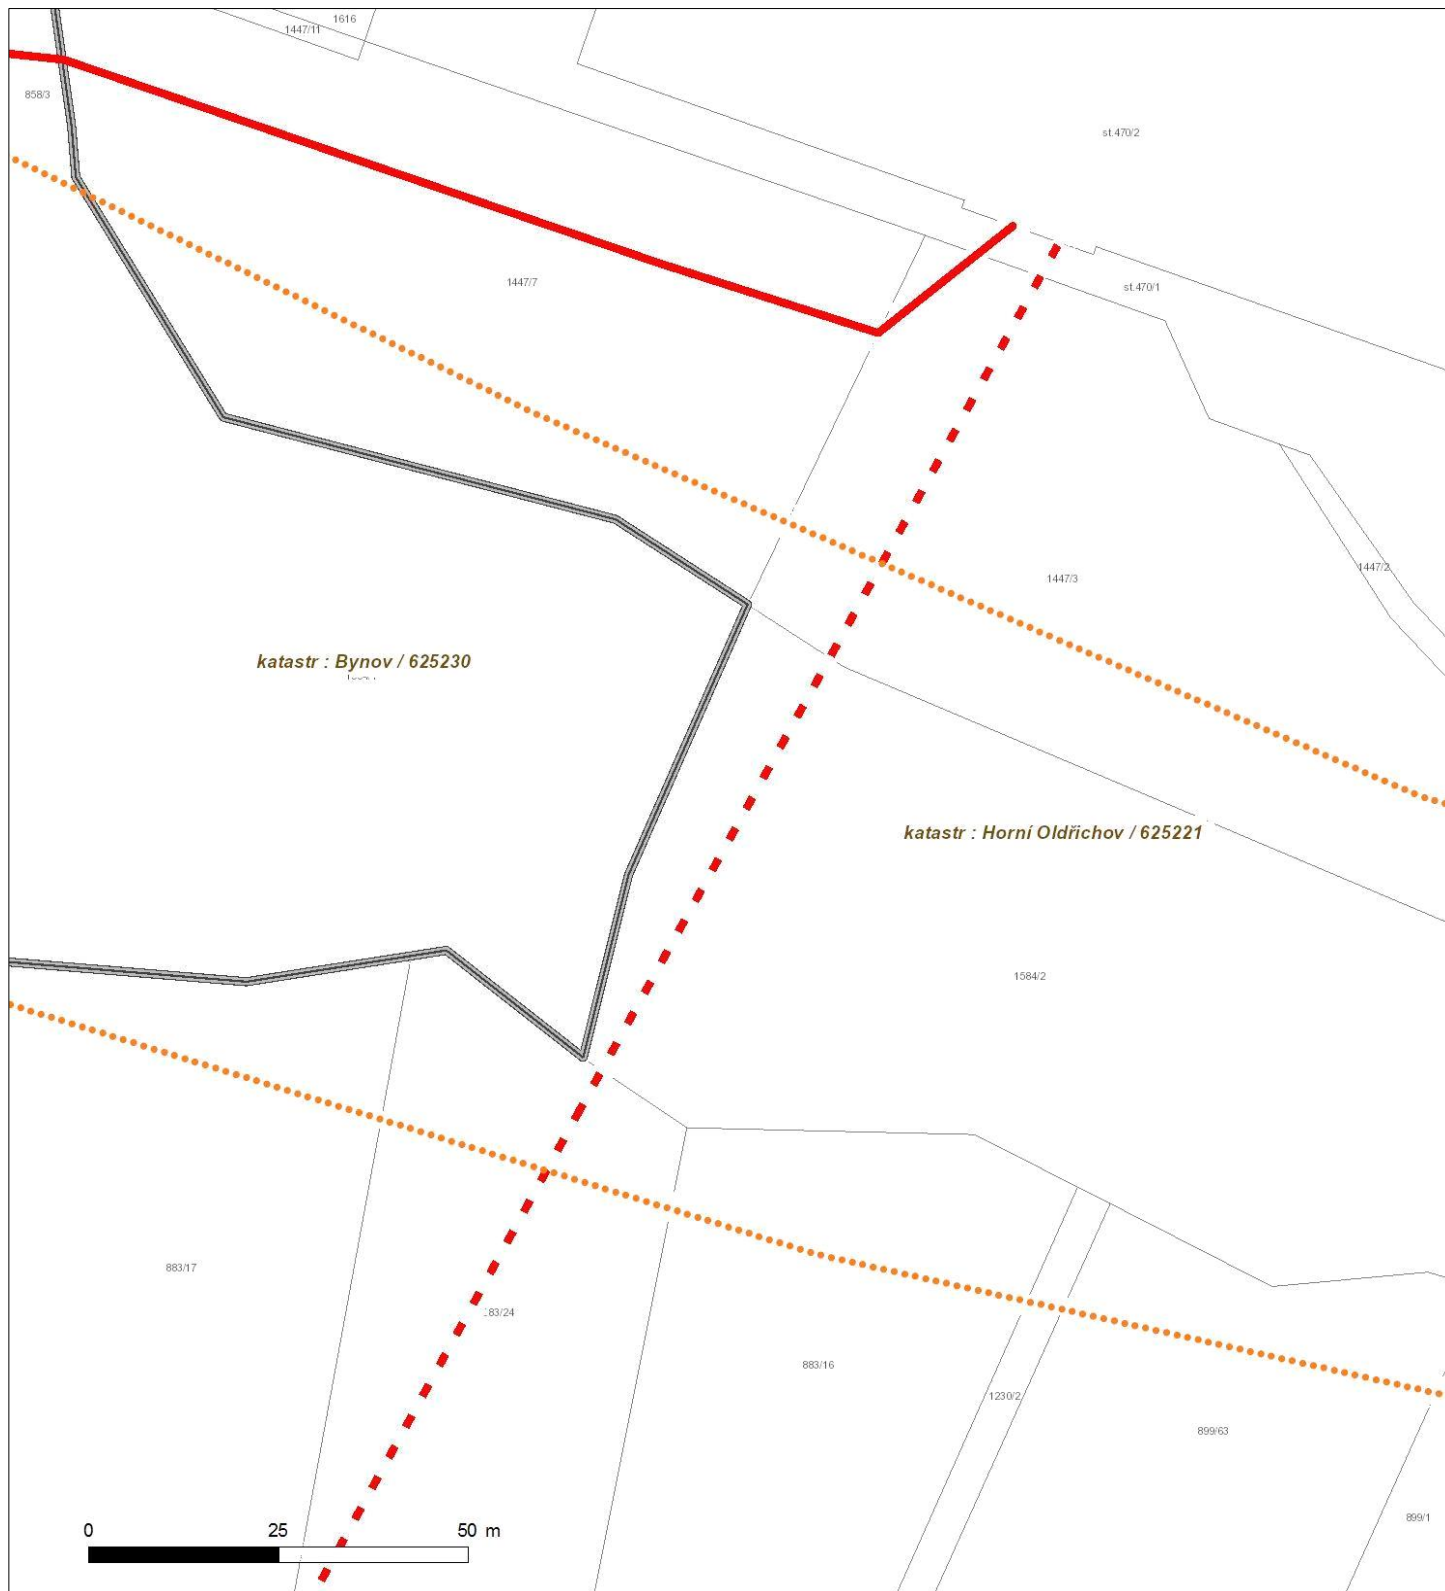 1616
1447/11
858/3
st.470/2
1447/7
st.470/1
1447/3
1447/2
katastr : Bynov / 625230
katastr : Horní Oldřichov / 625221
1584/2
883/17
83/24
883/16
1230/2
899/63
899/1
0 25 50 m